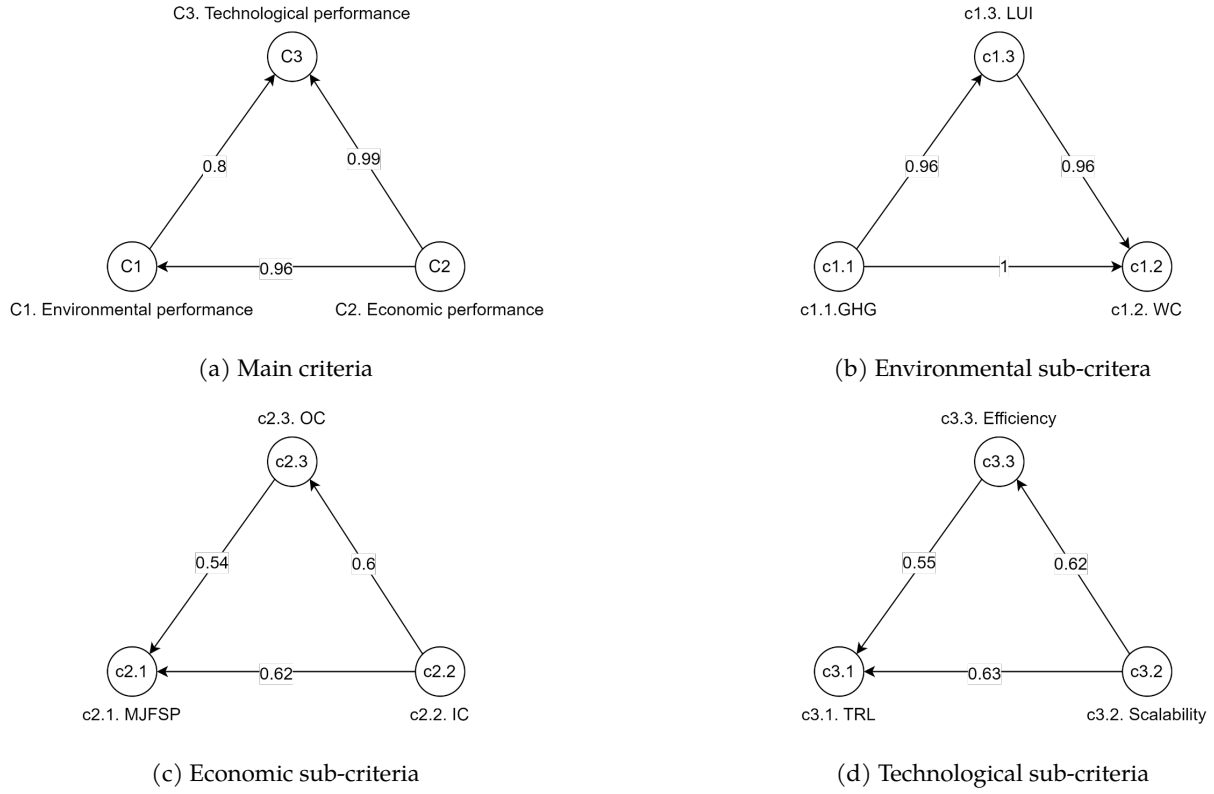 C3. Technological performance
C3
0.8
0.99
C1
0.96
C2
C1. Environmental performance
C2. Economic performance
(a) Main criteria
c1.3. LUI
c1.3
0.96
0.96
c1.1
1
c1.2
c1.1.GHG
c1.2. WC
(b) Environmental sub-critera
c2.3. OC
c2.3
0.54
0.6
c2.1
0.62
c2.2
c2.1. MJFSP
c2.2. IC
(c) Economic sub-criteria
c3.3. Efficiency
c3.3
0.55
0.62
c3.1
0.63
c3.2
c3.1. TRL
c3.2. Scalability
(d) Technological sub-criteria